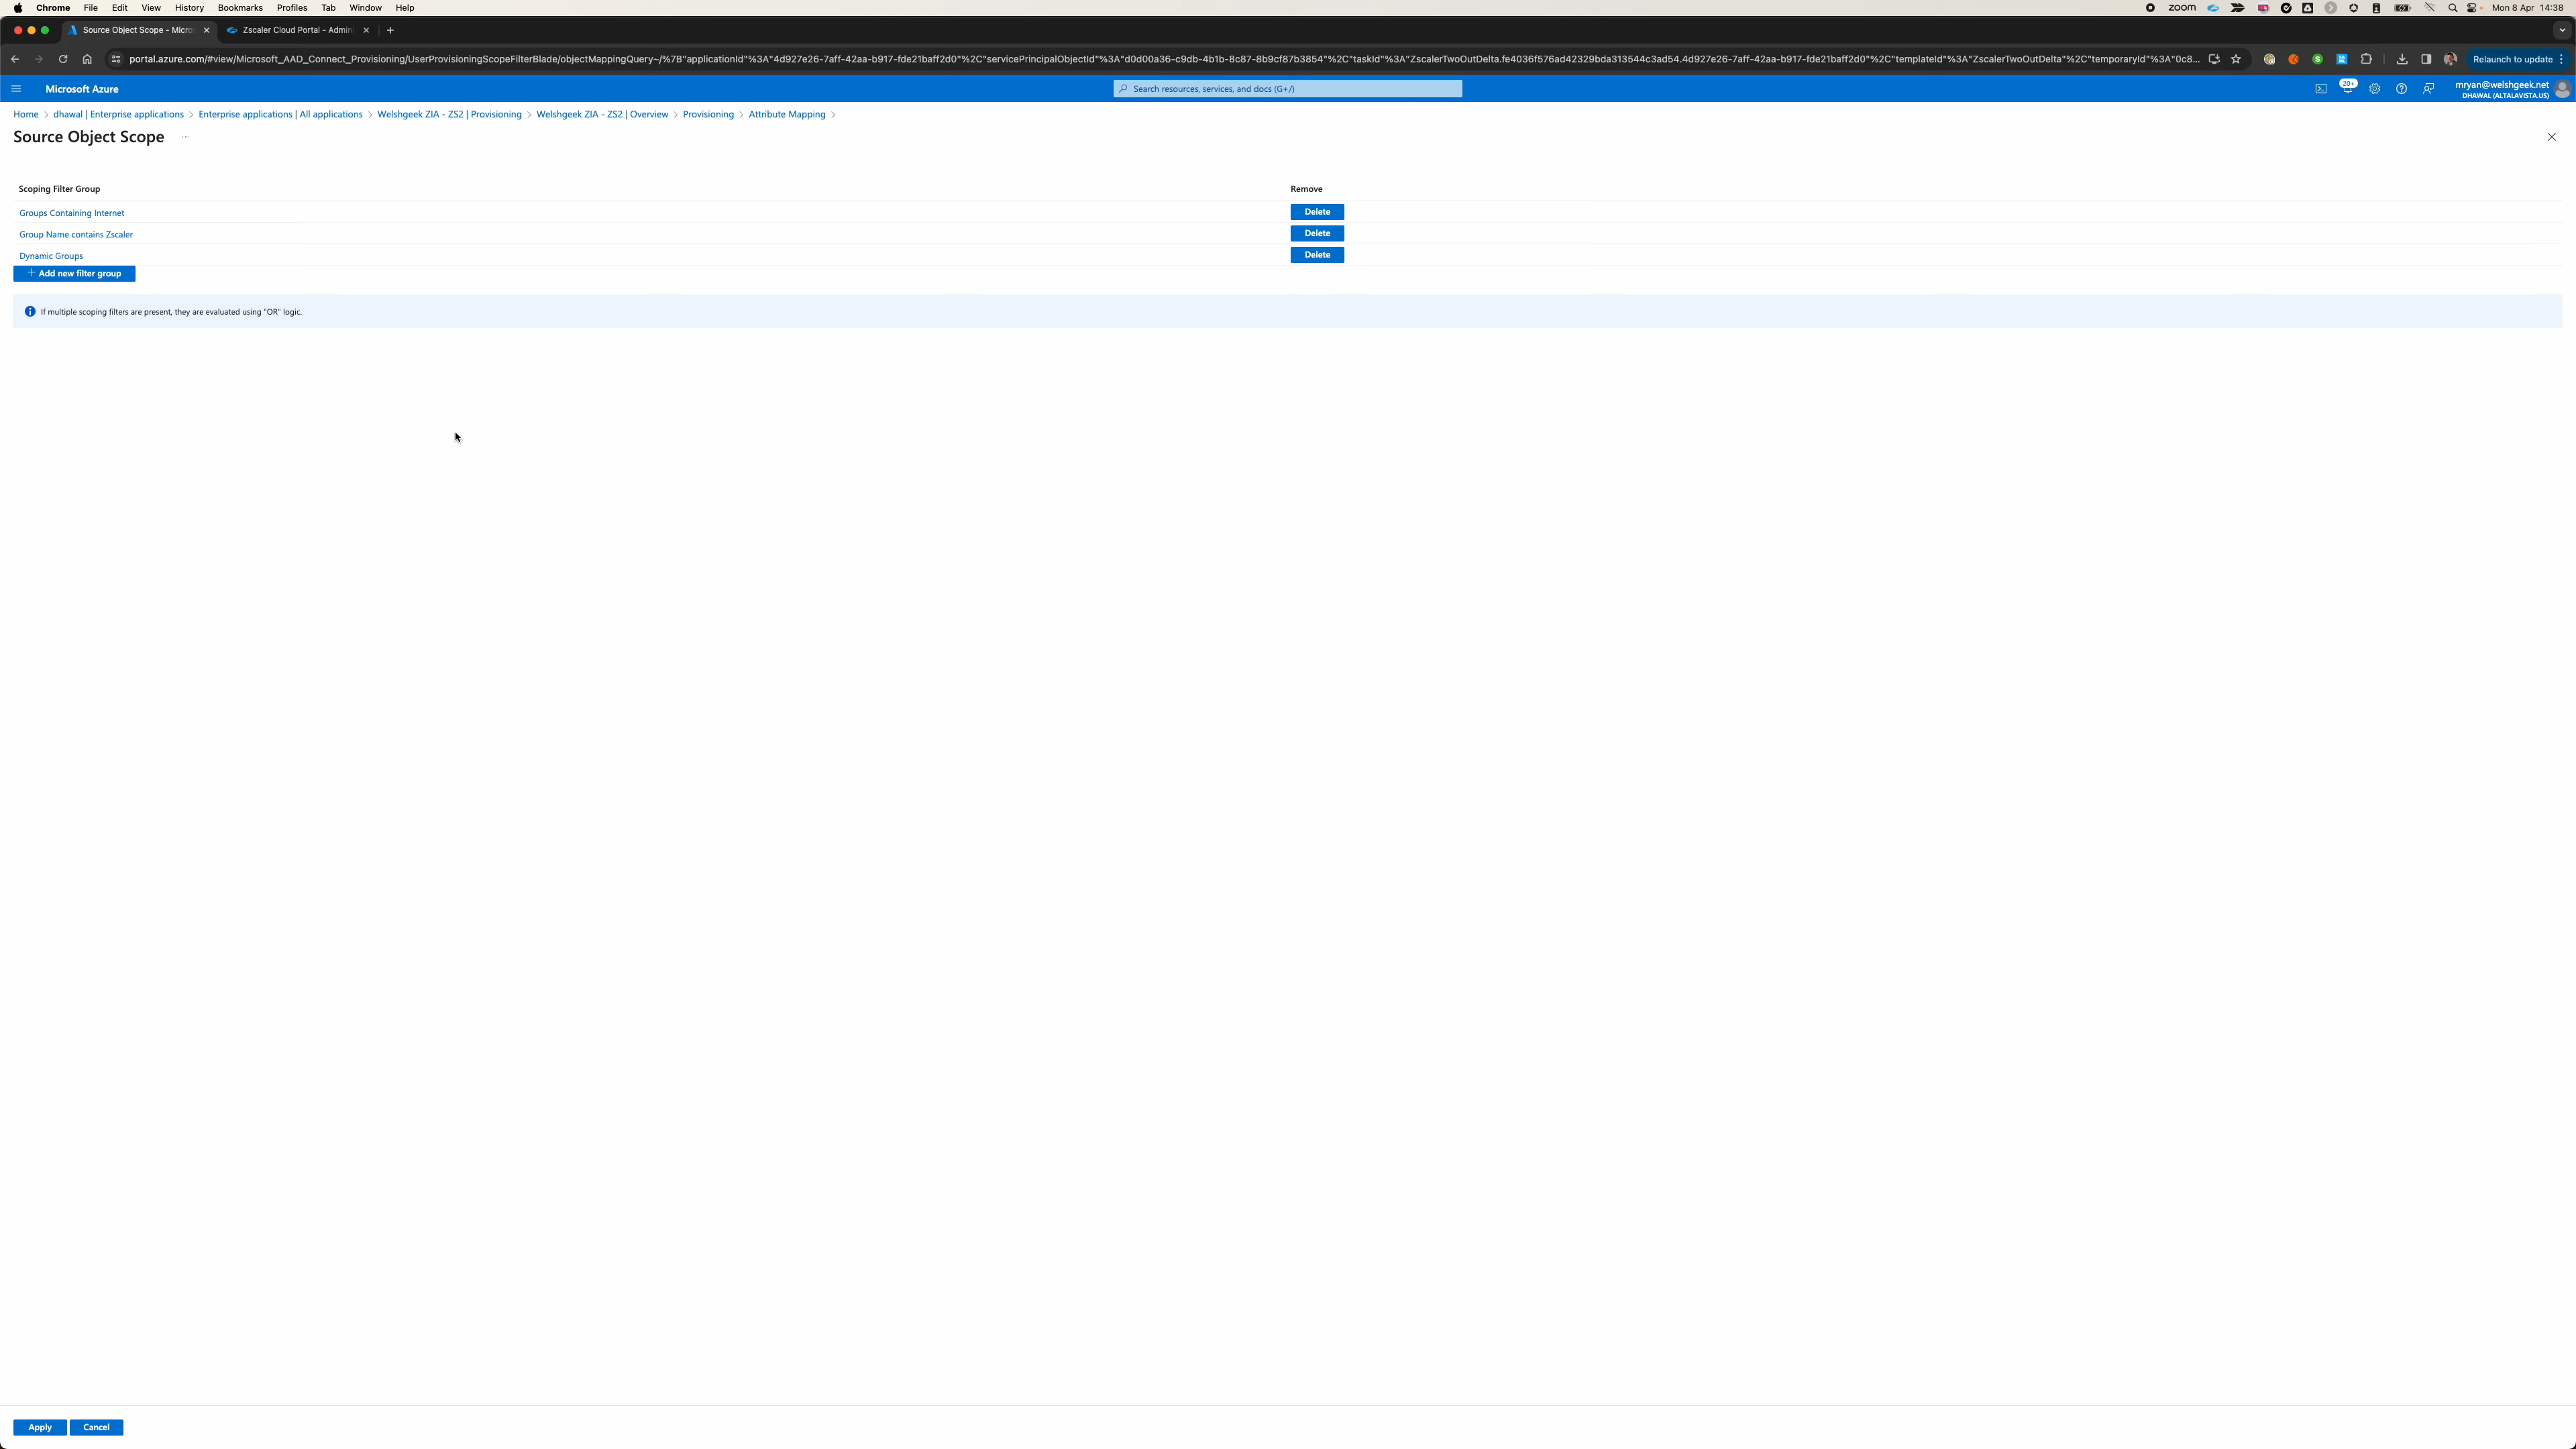 Chrome File Edit View History Bookmarks Profiles Tab Window Help zoom Mon 8 Apr 14:38
Source Object Scope - Micro Zscaler Cloud Portal - Admin
portal.azure.com/#view/Microsoft_AAD_Connect_Provisioning/UserProvisioningScopeFilterBlade/objectMappingQuery~/%7B"applicationId"%3A"4d927e26-7aff-42aa-b917-fde21baff2d0"%2C"servicePrincipalObjectId"%3A"d0d00a36-c9db-4b1b-8c87-8b9cf87b3854"%2C"taskId"%3A"ZscalerTwoOutDelta.fe4036f576ad42329bda313544c3ad54.4d927e26-7aff-42aa-b917-fde21baff2d0"%2C"templateId"%3A"ZscalerTwoOutDelta"%2C"temporaryId"%3A"0c8... Relaunch to update
Microsoft Azure Search resources, services, and docs (G+/) 20+ mryan@welshgeek.net
DHAWAL (ALTALAVISTA.US)
Home > dhawal | Enterprise applications > Enterprise applications | All applications > Welshgeek ZIA - ZS2 | Provisioning > Welshgeek ZIA - ZS2 | Overview > Provisioning > Attribute Mapping >
Source Object Scope ...
Scoping Filter Group Remove
Groups Containing Internet Delete
Group Name contains Zscaler Delete
Dynamic Groups Delete
+ Add new filter group
If multiple scoping filters are present, they are evaluated using "OR" logic.
Apply Cancel